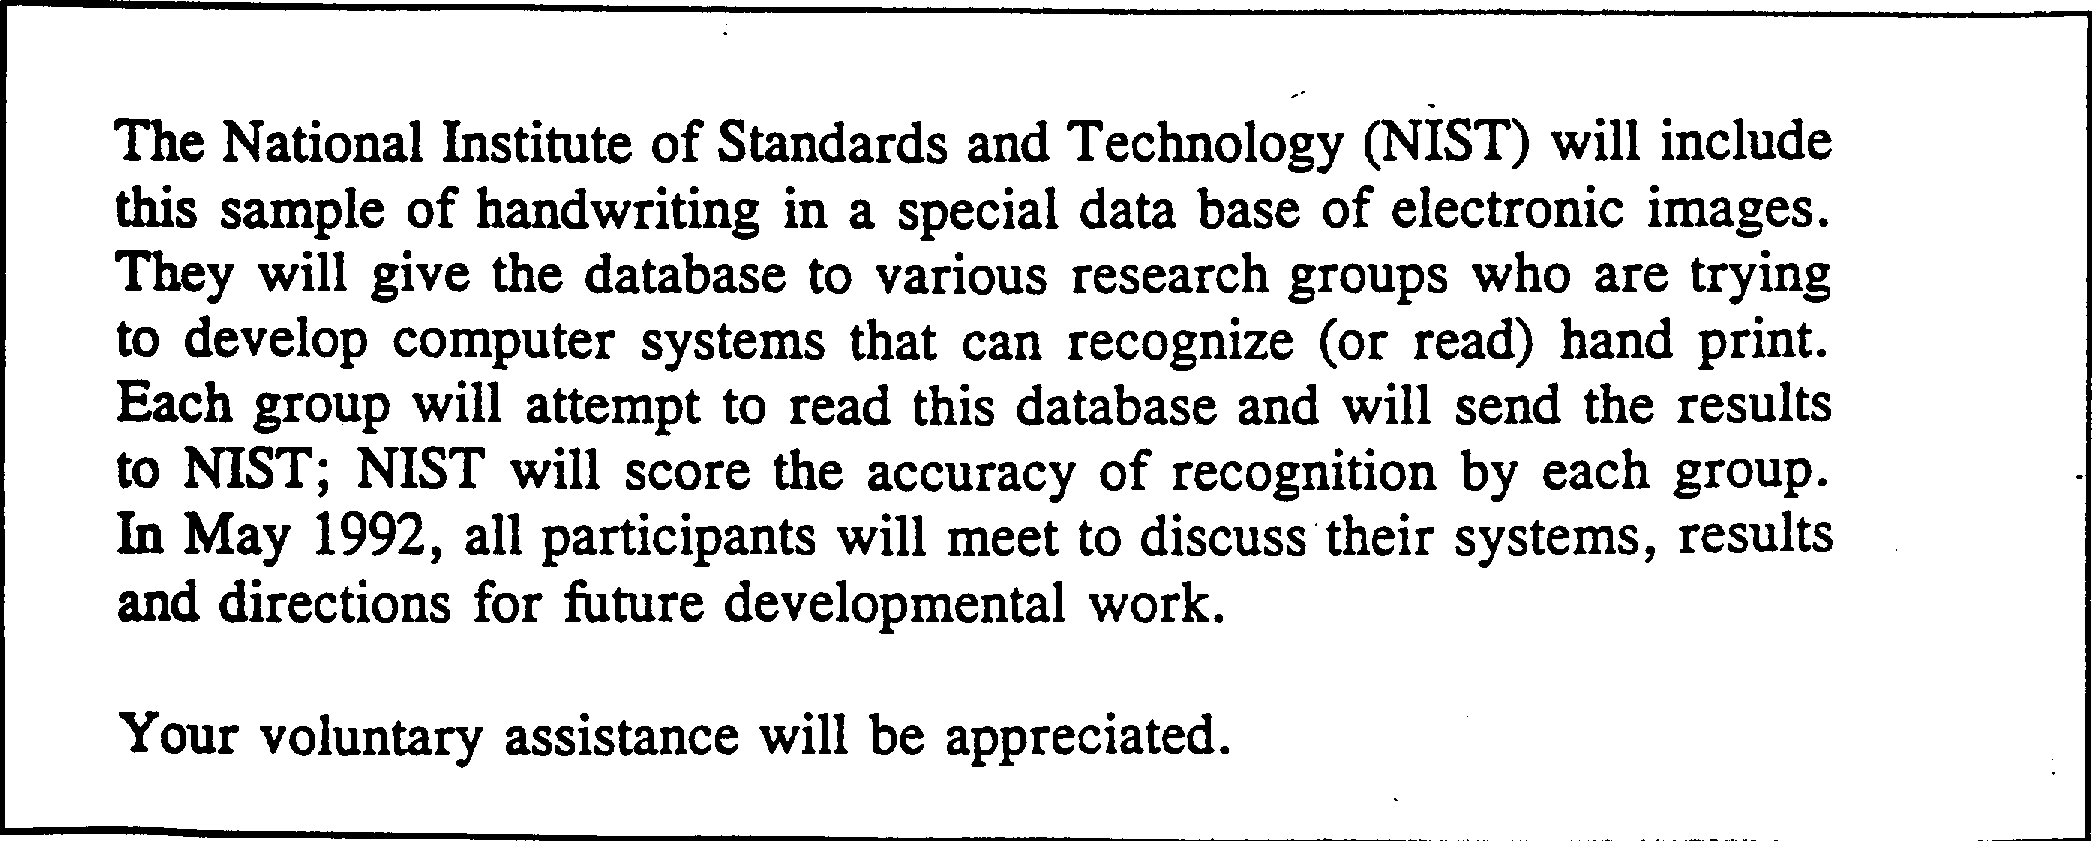 The National Institute of Standards and Technology (NIST) will include
this sample of handwriting in a special data base of electronic images.
They will give the database to various research groups who are trying
to develop computer systems that can recognize (or read) hand print.
Each group will attempt to read this database and will send the results
to NIST; NIST will score the accuracy of recognition by each group.
In May 1992, all participants will meet to discuss their systems, results
and directions for future developmental work.
Your voluntary assistance will be appreciated.